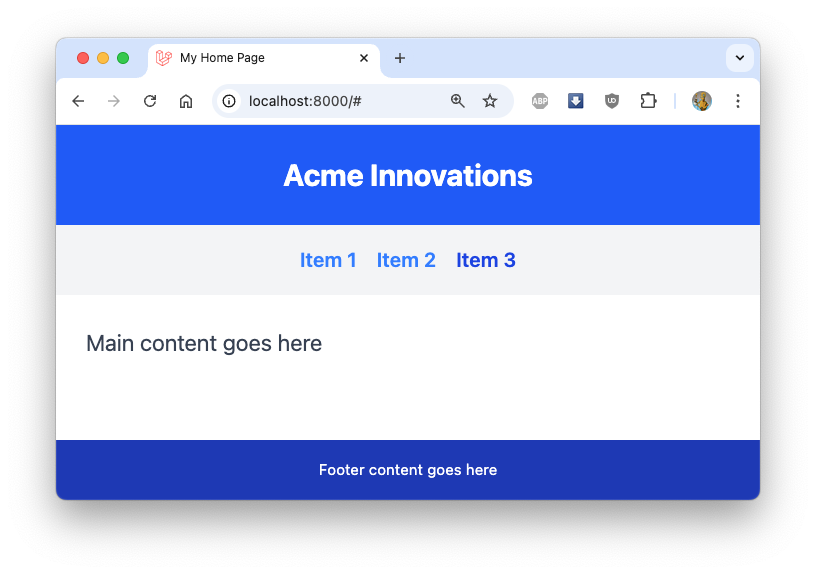 My Home Page
localhost:8000/#
ABP
Acme Innovations
Item 1 Item 2 Item 3
Main content goes here
Footer content goes here